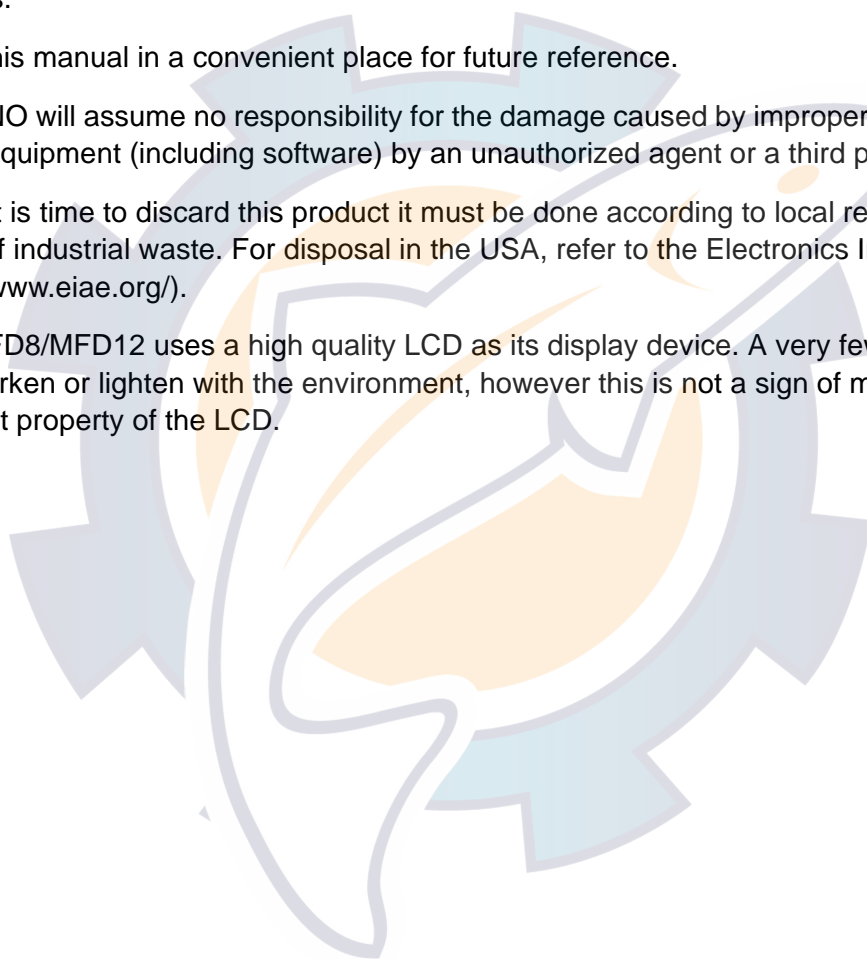 s.
his manual in a convenient place for future reference.
NO will assume no responsibility for the damage caused by improper
quipment (including software) by an unauthorized agent or a third p
t is time to discard this product it must be done according to local re
f industrial waste. For disposal in the USA, refer to the Electronics I
www.eiae.org/).
FD8/MFD12 uses a high quality LCD as its display device. A very few
rken or lighten with the environment, however this is not a sign of m
t property of the LCD.